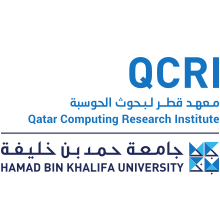 QCRI
معهد قطر لبحوث الحوسبة
Qatar Computing Research Institute
جامعة حمد بن خليفة
HAMAD BIN KHALIFA UNIVERSITY